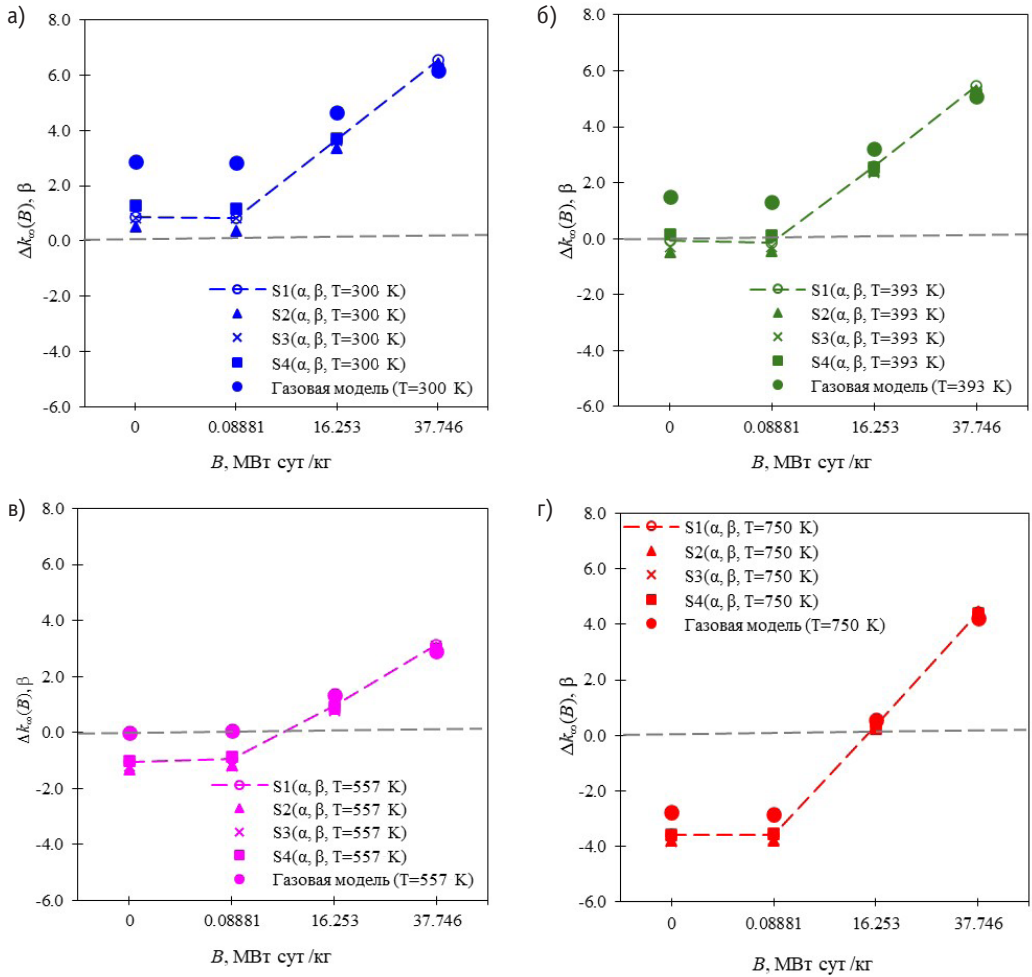 а)
8.0
6.0
4.0
2.0
0.0
-2.0
-4.0
-6.0
Δk∞(B), β
S1(α, β, T=300 K)
S2(α, β, T=300 K)
S3(α, β, T=300 K)
S4(α, β, T=300 K)
Газовая модель (T=300 K)
0
0.08881
16.253
37.746
B, МВт сут /кг
б)
8.0
6.0
4.0
2.0
0.0
-2.0
-4.0
-6.0
Δk∞(B), β
S1(α, β, T=393 K)
S2(α, β, T=393 K)
S3(α, β, T=393 K)
S4(α, β, T=393 K)
Газовая модель (T=393 K)
0
0.08881
16.253
37.746
B, МВт сут /кг
в)
8.0
6.0
4.0
2.0
0.0
-2.0
-4.0
-6.0
Δk∞(B), β
S1(α, β, T=557 K)
S2(α, β, T=557 K)
S3(α, β, T=557 K)
S4(α, β, T=557 K)
Газовая модель (T=557 K)
0
0.08881
16.253
37.746
B, МВт сут /кг
г)
8.0
6.0
4.0
2.0
0.0
-2.0
-4.0
-6.0
Δk∞(B), β
S1(α, β, T=750 K)
S2(α, β, T=750 K)
S3(α, β, T=750 K)
S4(α, β, T=750 K)
Газовая модель (T=750 K)
0
0.08881
16.253
37.746
B, МВт сут /кг